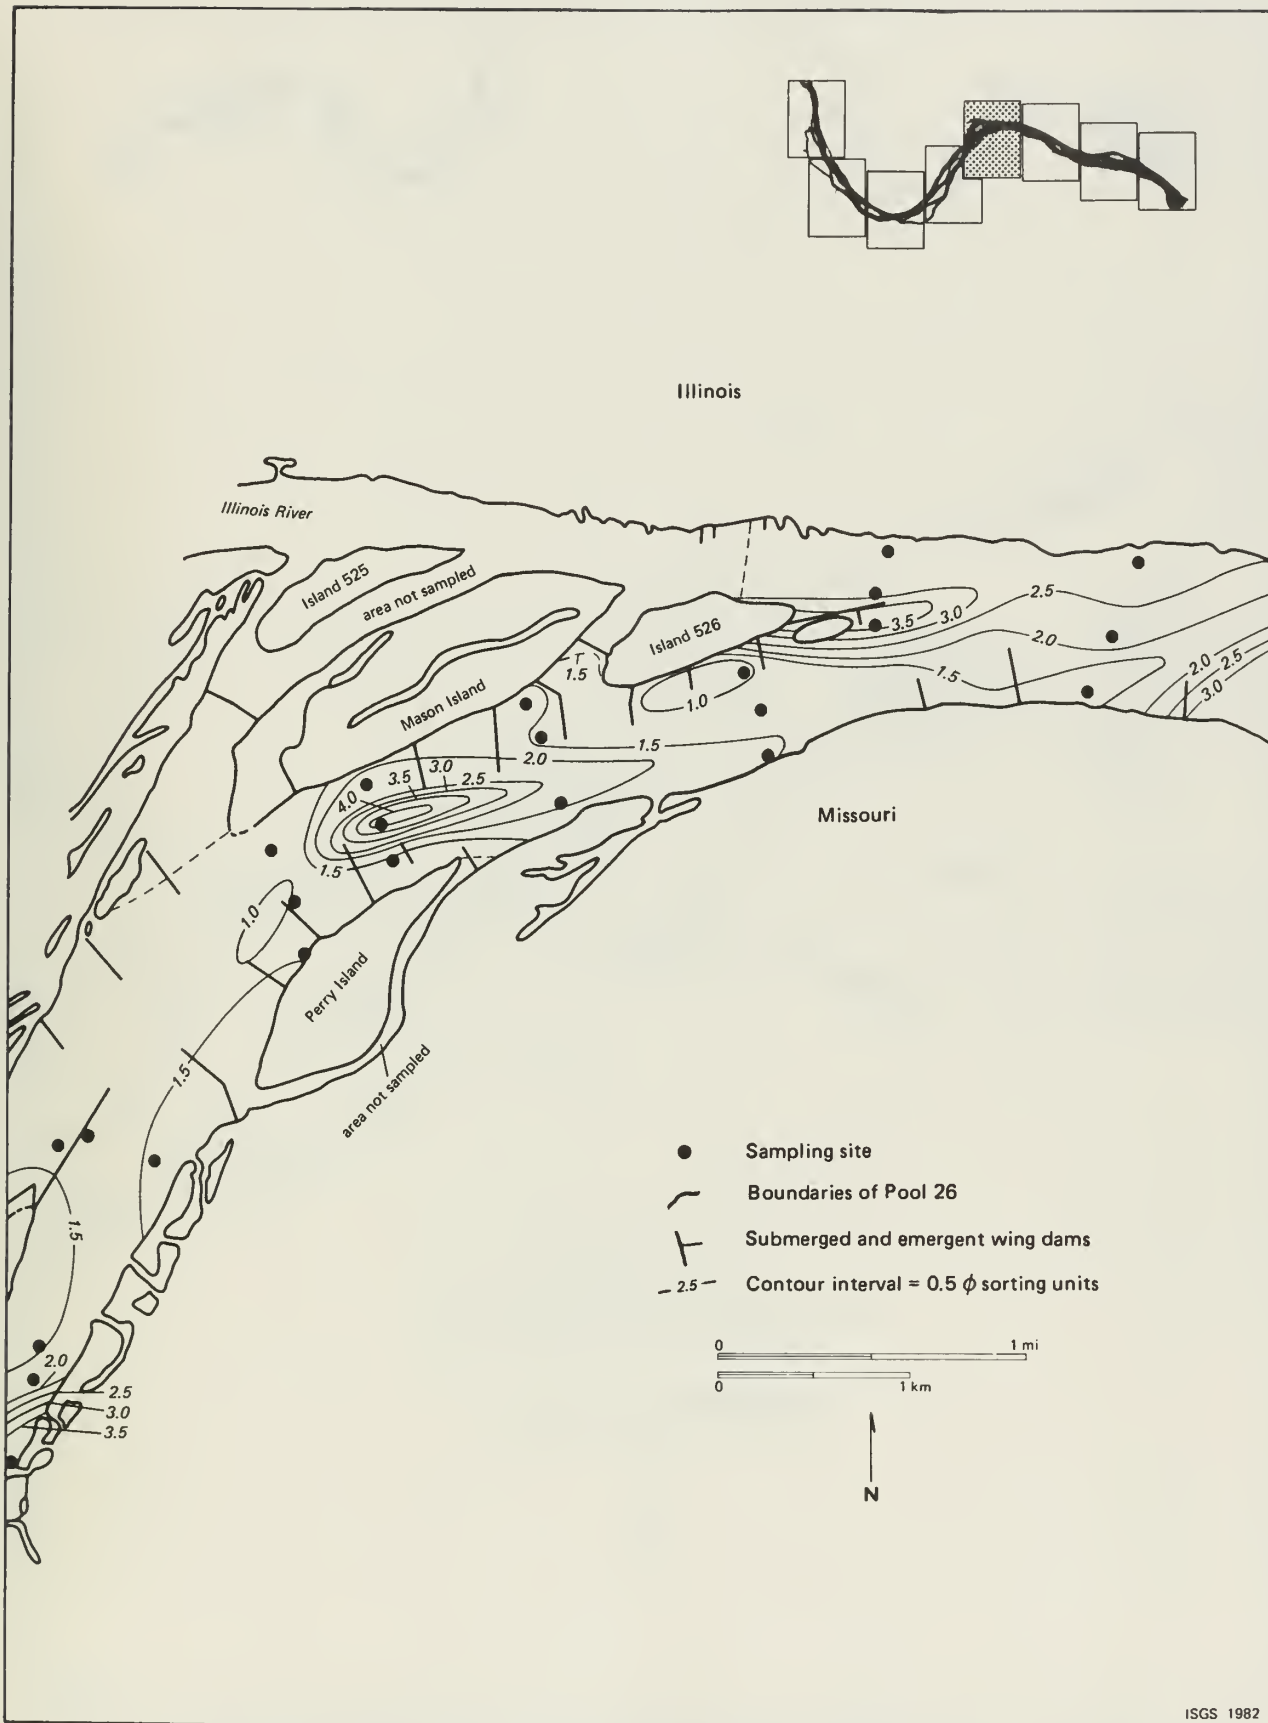 Illinois
Illinois River
Island 525
area not sampled
2.5
3.0
3.5
Island 526
2.0
1.5
1.5
2.0
2.5
3.0
1.0
Mason Island
1.5
2.0
3.0
2.5
3.5
4.0
Missouri
1.5
1.0
Perry Island
area not sampled
1.5
1.5
2.0
2.5
3.0
3.5
Sampling site
Boundaries of Pool 26
Submerged and emergent wing dams
2.5 Contour interval = 0.5 ϕ sorting units
0 1 mi
0 1 km
N
ISGS 1982